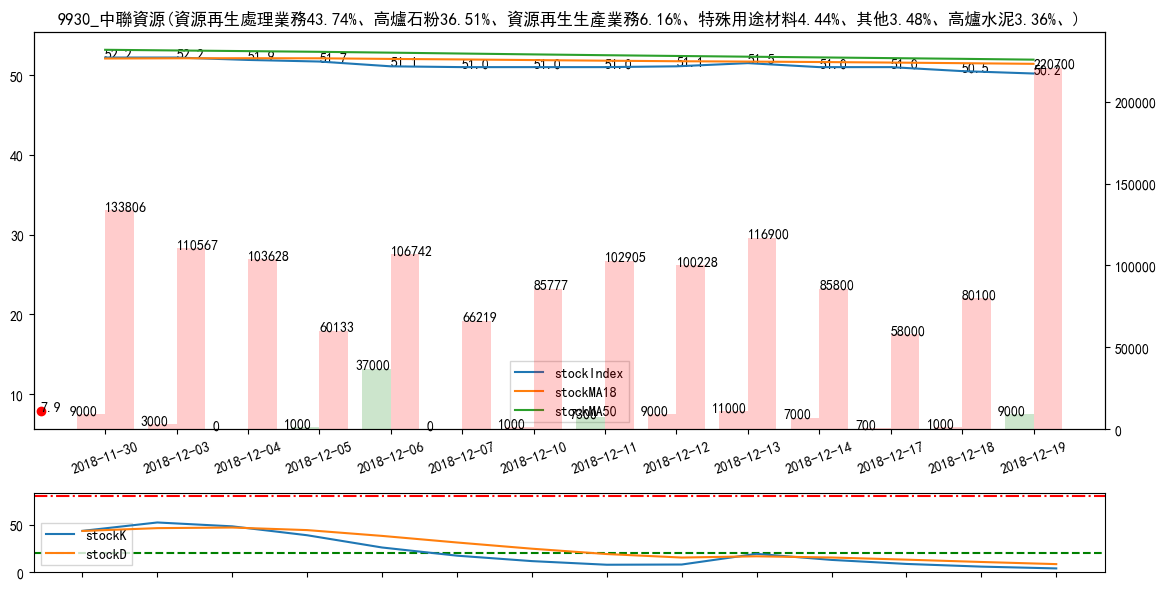 9930_中聯資源(資源再生處理業務43.74%、高爐石粉36.51%、資源再生生產業務6.16%、特殊用途材料4.44%、其他3.48%、高爐水泥3.36%、)
52.2 52.2 51.9 51.7 51.1 51.0 51.0 51.0 51.1 51.5 51.0 51.0 50.5 50.2
220700
50
40
30
20
10
200000
150000
100000
50000
0
133806 110567 103628 60133 106742 66219 85777 102905 100228 116900 85800 58000 80100
7.9
9000 3000 0 1000 37000 0 1000 7300 9000 11000 7000 700 1000 9000
stockIndex
stockMA18
stockMA50
2018-11-30 2018-12-03 2018-12-04 2018-12-05 2018-12-06 2018-12-07 2018-12-10 2018-12-11 2018-12-12 2018-12-13 2018-12-14 2018-12-17 2018-12-18 2018-12-19
50
0
stockK
stockD